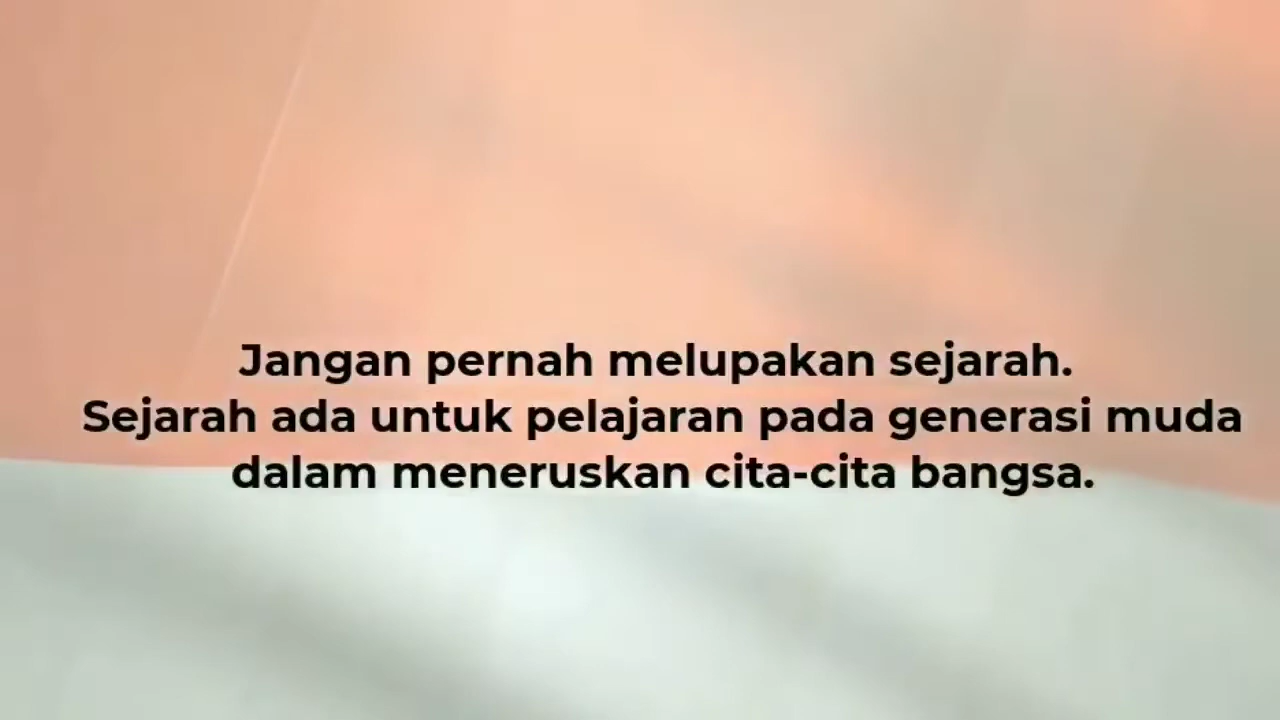 Jangan pernah melupakan sejarah.
Sejarah ada untuk pelajaran pada generasi muda
dalam meneruskan cita-cita bangsa.